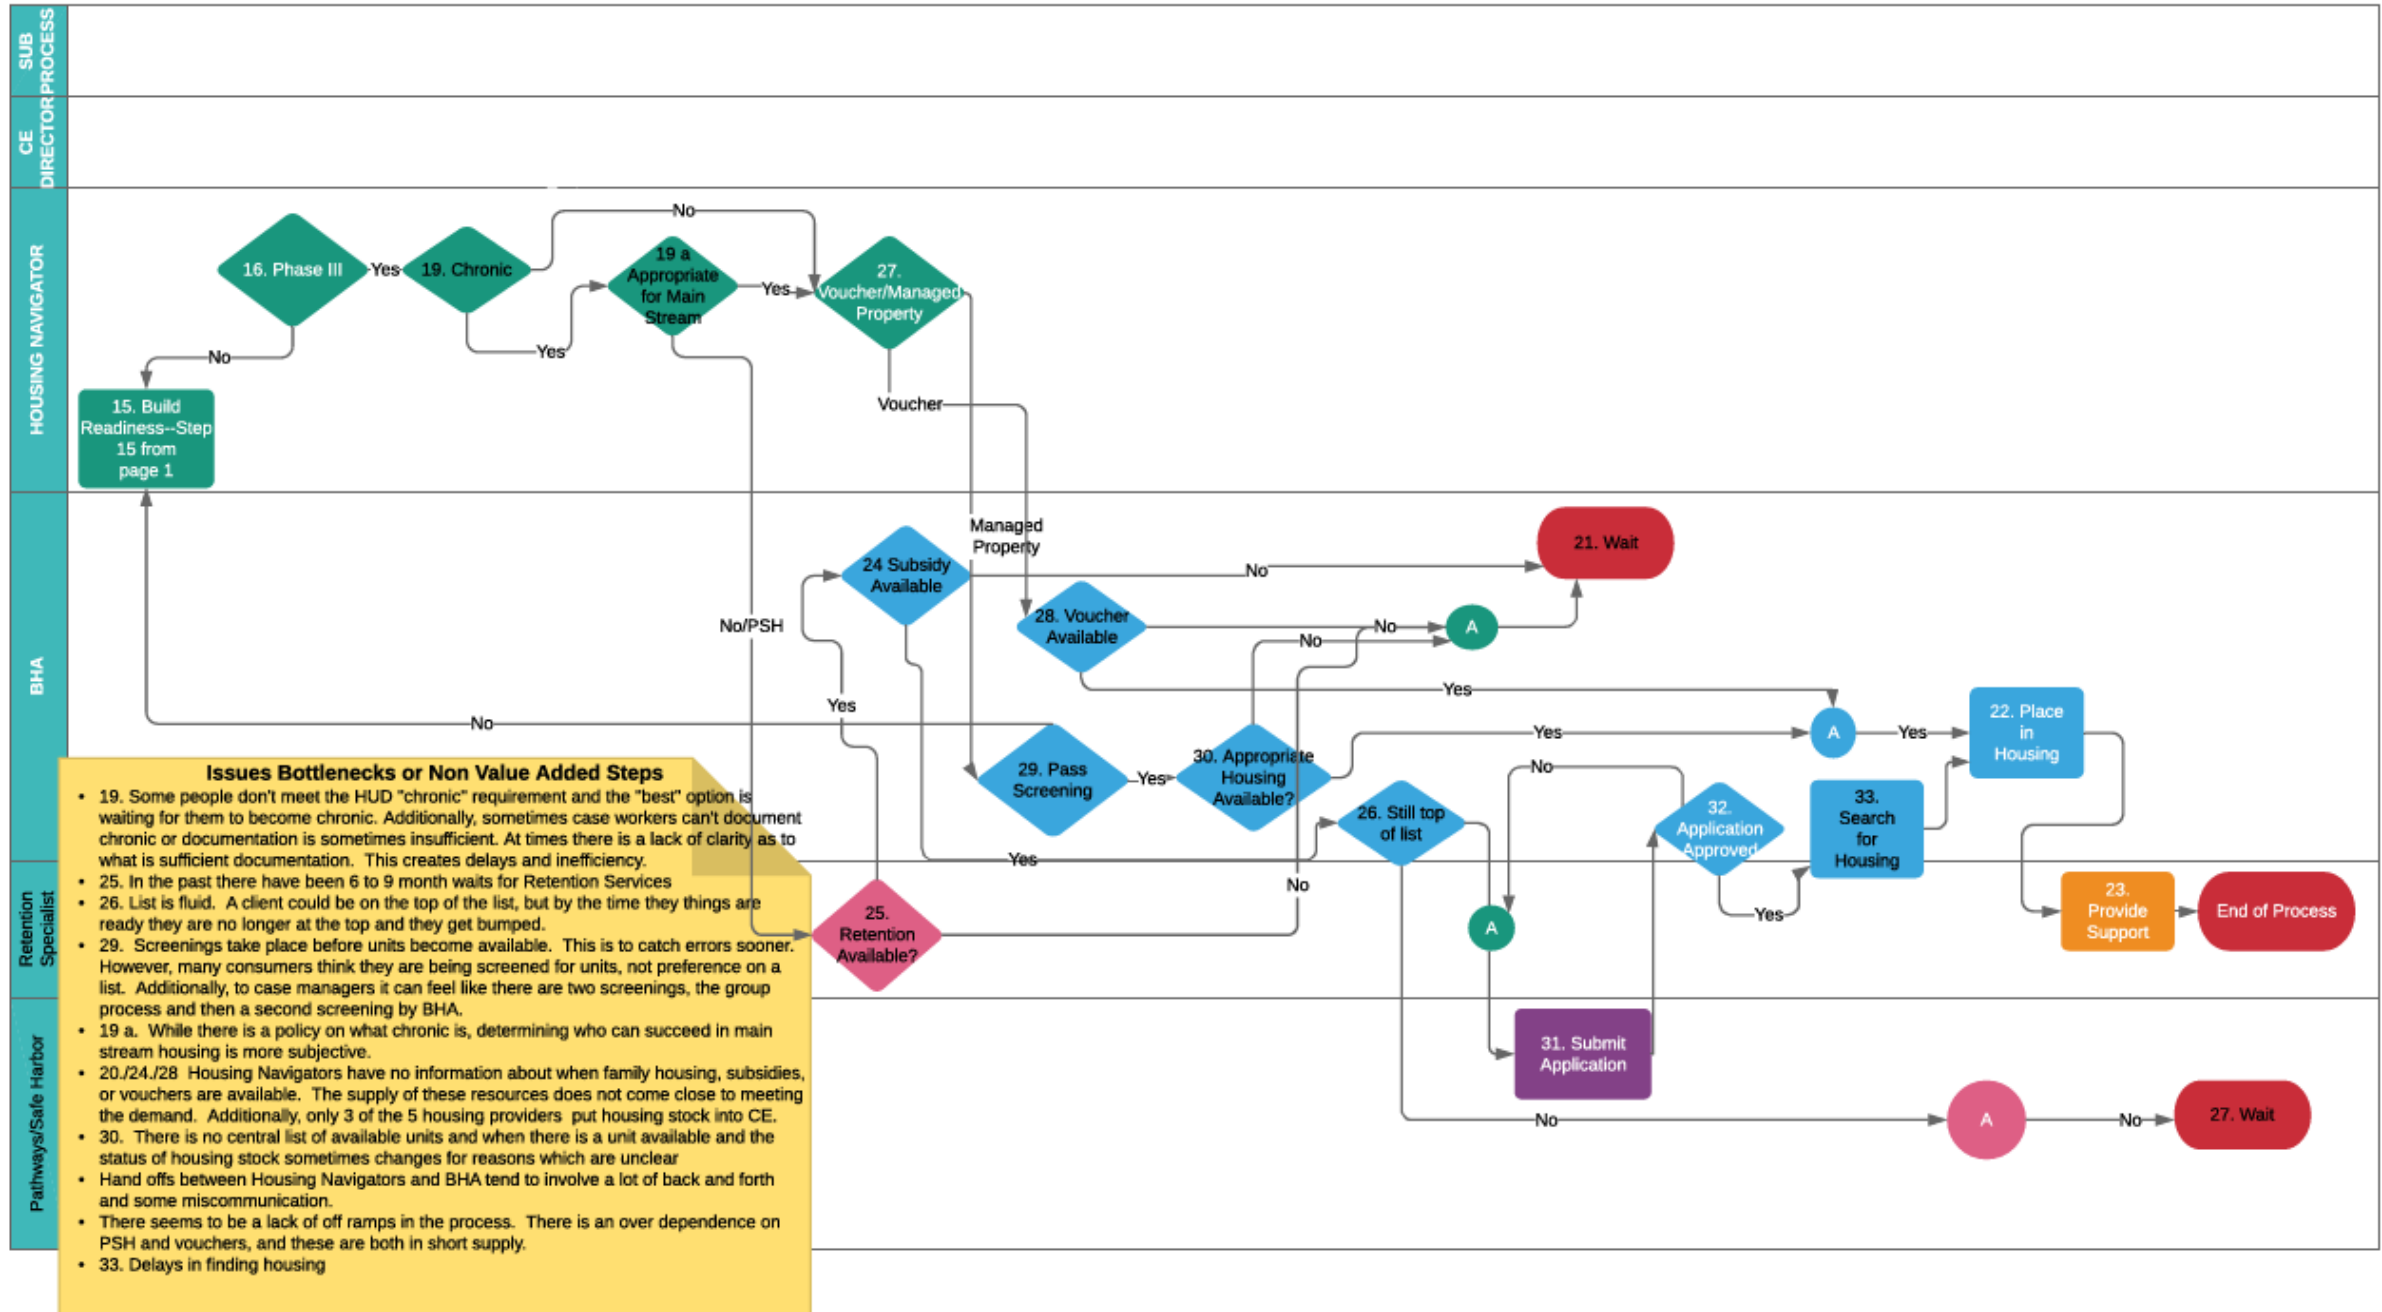 SUB
PROCESS
CE
DIRECTOR
HOUSING NAVIGATOR
BHA
Retention
Specialist
Pathways/Safe Harbor
16. Phase III
Yes
19. Chronic
No
19 a
Appropriate
for Main
Stream
Yes
27.
Voucher/Managed
Property
No
Yes
Voucher
15. Build
Readiness--Step
15 from
page 1
Managed
Property
24 Subsidy
Available
No
21. Wait
No/PSH
28. Voucher
Available
No
No
A
Yes
Yes
No
29. Pass
Screening
Yes
30. Appropriate
Housing
Available?
Yes
A
Yes
22. Place
in
Housing
No
26. Still top
of list
32.
Application
Approved
33.
Search
for
Housing
Yes
No
25.
Retention
Available?
A
Yes
23.
Provide
Support
End of Process
31. Submit
Application
No
A
No
27. Wait
Issues Bottlenecks or Non Value Added Steps
• 19. Some people don't meet the HUD "chronic" requirement and the "best" option is
waiting for them to become chronic. Additionally, sometimes case workers can't document
chronic or documentation is sometimes insufficient. At times there is a lack of clarity as to
what is sufficient documentation. This creates delays and inefficiency.
• 25. In the past there have been 6 to 9 month waits for Retention Services
• 26. List is fluid. A client could be on the top of the list, but by the time they things are
ready they are no longer at the top and they get bumped.
• 29. Screenings take place before units become available. This is to catch errors sooner.
However, many consumers think they are being screened for units, not preference on a
list. Additionally, to case managers it can feel like there are two screenings, the group
process and then a second screening by BHA.
• 19 a. While there is a policy on what chronic is, determining who can succeed in main
stream housing is more subjective.
• 20./24./28 Housing Navigators have no information about when family housing, subsidies,
or vouchers are available. The supply of these resources does not come close to meeting
the demand. Additionally, only 3 of the 5 housing providers put housing stock into CE.
• 30. There is no central list of available units and when there is a unit available and the
status of housing stock sometimes changes for reasons which are unclear
• Hand offs between Housing Navigators and BHA tend to involve a lot of back and forth
and some miscommunication.
• There seems to be a lack of off ramps in the process. There is an over dependence on
PSH and vouchers, and these are both in short supply.
• 33. Delays in finding housing